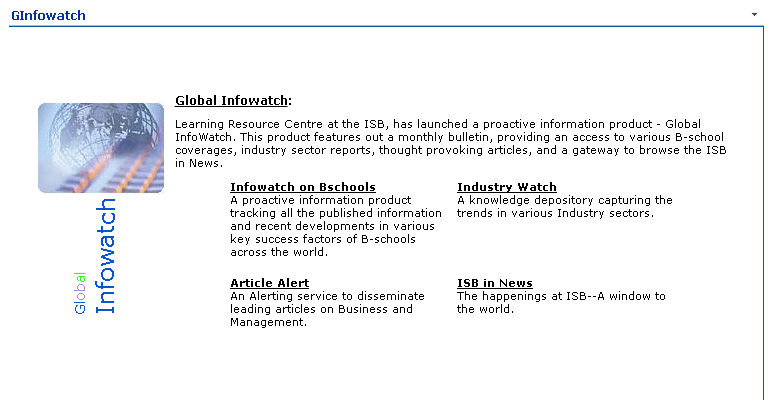 GInfowatch
Global Infowatch:
Learning Resource Centre at the ISB, has launched a proactive information product - Global
InfoWatch. This product features out a monthly bulletin, providing an access to various B-school
coverages, industry sector reports, thought provoking articles, and a gateway to browse the ISB
in News.
Global
Infowatch
Infowatch on Bschools
A proactive information product
tracking all the published information
and recent developments in various
key success factors of B-schools
across the world.
Industry Watch
A knowledge depository capturing the
trends in various Industry sectors.
Article Alert
An Alerting service to disseminate
leading articles on Business and
Management.
ISB in News
The happenings at ISB--A window to
the world.